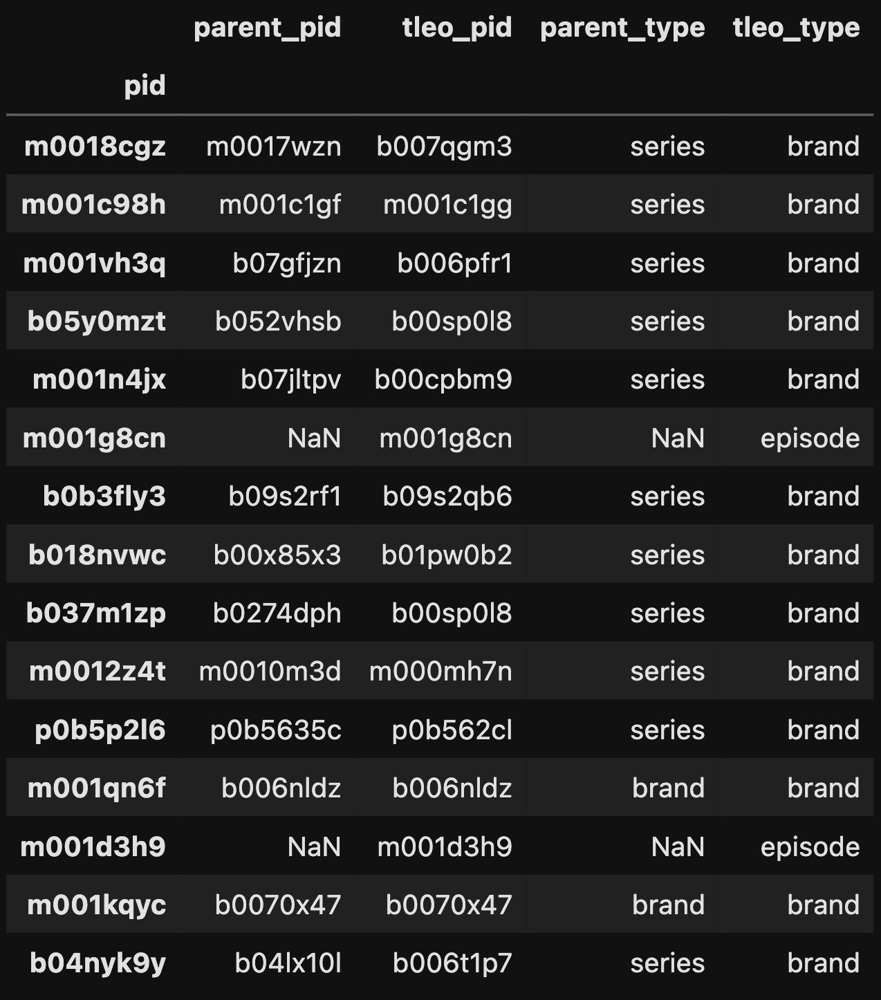 parent_pid tleo_pid parent_type tleo_type
pid
m0018cgz m0017wzn b007qgm3 series brand
m001c98h m001c1gf m001c1gg series brand
m001vh3q b07gfjzn b006pfr1 series brand
b05y0mzt b052vhsb b00sp0l8 series brand
m001n4jx b07jltpv b00cpbm9 series brand
m001g8cn NaN m001g8cn NaN episode
b0b3fly3 b09s2rf1 b09s2qb6 series brand
b018nvwc b00x85x3 b01pw0b2 series brand
b037m1zp b0274dph b00sp0l8 series brand
m0012z4t m0010m3d m000mh7n series brand
p0b5p2l6 p0b5635c p0b562cl series brand
m001qn6f b006nldz b006nldz brand brand
m001d3h9 NaN m001d3h9 NaN episode
m001kqyc b0070x47 b0070x47 brand brand
b04nyk9y b04lx10l b006t1p7 series brand